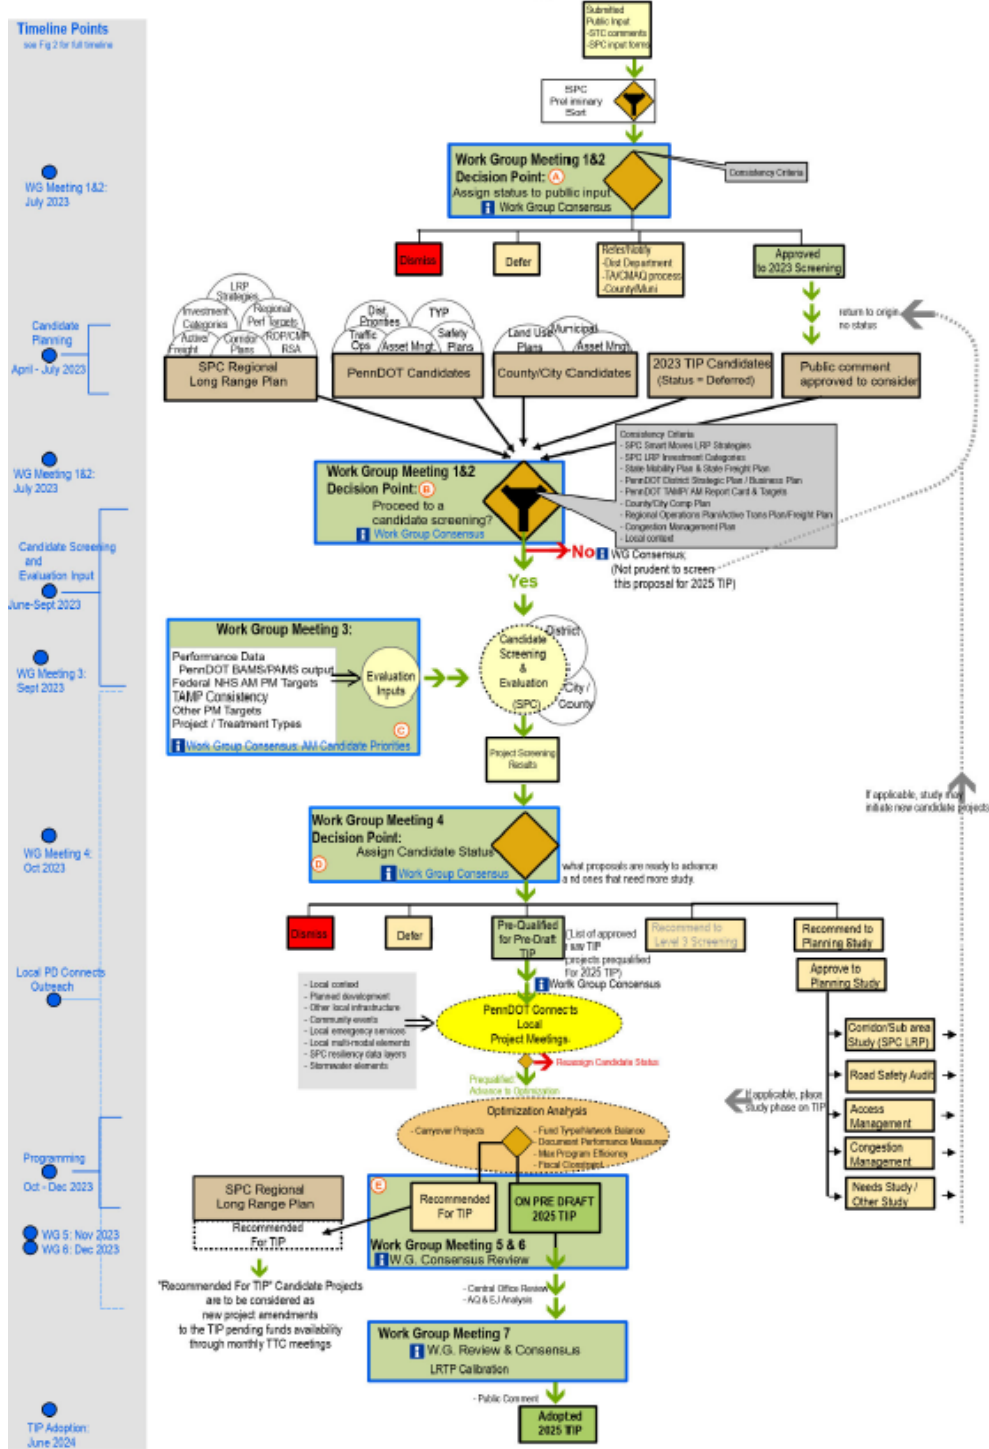 Timeline Points
see Fig 2 for full timeline
WG Meeting 1&2:
July 2023
Candidate
Planning
April - July 2023
WG Meeting 1&2:
July 2023
Candidate Screening
and
Evaluation Input
June-Sept 2023
WG Meeting 3:
Sept 2023
WG Meeting 4:
Oct 2023
Local PD Connects
Outreach
Programming
Oct - Dec 2023
WG 5: Nov 2023
WG 6: Dec 2023
TIP Adoption:
June 2024
Submitted
Public Input
-STC comments
-SPC input forms
SPC
Preliminary
Sort
Work Group Meeting 1&2
Decision Point: A
Assign status to public input
i Work Group Consensus
Consistency Criteria
Dismiss
Defer
Refer/Notify
-Dist Department
-TA/CMAQ process
-County/Muni
Approved
to 2023 Screening
return to origin
no status
LRP
Strategies
Investment
Categories
Regional
Perf Targets
Active/
Freight
Corridor
Plans
ROP/CMP
RSA
SPC Regional
Long Range Plan
Dist.
Priorities
TYP
Traffic
Ops
Asset Mngt.
Safety
Plans
PennDOT Candidates
Land Use
Plans
Municipal
Asset Mngt
County/City Candidates
2023 TIP Candidates
(Status = Deferred)
Public comment
approved to consider
Work Group Meeting 1&2
Decision Point: B
Proceed to a
candidate screening?
i Work Group Consensus
Consistency Criteria
- SPC Smart Moves LRP Strategies
- SPC LRP Investment Categories
- State Mobility Plan & State Freight Plan
- PennDOT District Strategic Plan / Business Plan
- PennDOT TAMP/ AM Report Card & Targets
- County/City Comp Plan
- Regional Operations Plan/Active Trans Plan/Freight Plan
- Congestion Management Plan
- Local context
No i WG Consensus;
(Not prudent to screen
this proposal for 2025 TIP)
Yes
Work Group Meeting 3:
Performance Data
PennDOT BAMS/PAMS output
Federal NHS AM PM Targets
TAMP Consistency
Other PM Targets
Project / Treatment Types
Evaluation
Inputs
C
i Work Group Consensus: AM Candidate Priorities
Candidate
Screening
&
Evaluation
(SPC)
District
City /
County
Project Screening
Results
If applicable, study may
initiate new candidate projects
Work Group Meeting 4
Decision Point:
Assign Candidate Status
D
i Work Group Consensus
what proposals are ready to advance
and ones that need more study.
Dismiss
Defer
Pre-Qualified
for Pre-Draft
TIP
(List of approved
new TIP
projects prequalified
for 2025 TIP)
i Work Group Concensus
Recommend to
Level 3 Screening
Recommend to
Planning Study
Approve to
Planning Study
- Local context
- Planned development
- Other local infrastructure
- Community events
- Local emergency services
- Local multi-modal elements
- SPC resiliency data layers
- Stormwater elements
PennDOT Connects
Local
Project Meetings
Reassign Candidate Status
Prequalified:
Advance to Optimization
Corridor/Sub area
Study (SPC LRP)
Road Safety Audit
Access
Management
Congestion
Management
Needs Study /
Other Study
If applicable, place
study phase on TIP
Optimization Analysis
- Carryover Projects
- Fund Type/Network Balance
- Document Performance Measures
- Max Program Efficiency
- Fiscal Constraint
SPC Regional
Long Range Plan
Recommended
For TIP
E
Recommended
For TIP
ON PRE DRAFT
2025 TIP
Work Group Meeting 5 & 6
i W.G. Consensus Review
"Recommended For TIP" Candidate Projects
are to be considered as
new project amendments
to the TIP pending funds availability
through monthly TTC meetings
- Central Office Review
- AQ & EJ Analysis
Work Group Meeting 7
i W.G. Review & Consensus
LRTP Calibration
- Public Comment
Adopted
2025 TIP